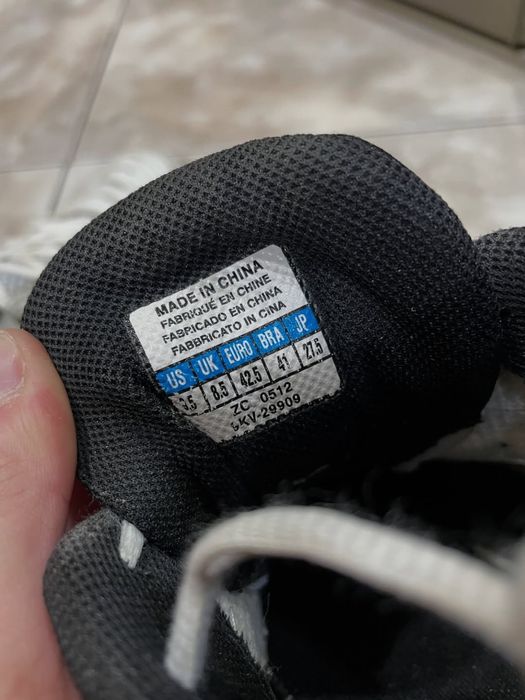 MADE IN CHINA
FABRIQUÉ EN CHINE
FABRICADO EN CHINA
FABBRICATO IN CINA
US UK EURO BRA JP
8.5 42.5 41 27.5
ZC 0512
KV-29909